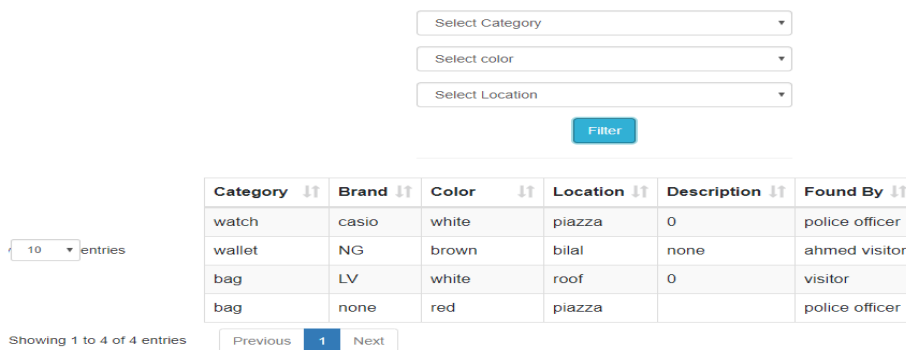 Select Category
Select color
Select Location
Filter
Category Brand Color Location Description Found By
watch casio white piazza 0 police officer
10 entries
wallet NG brown bilal none ahmed visitor
bag LV white roof 0 visitor
bag none red piazza police officer
Showing 1 to 4 of 4 entries Previous 1 Next